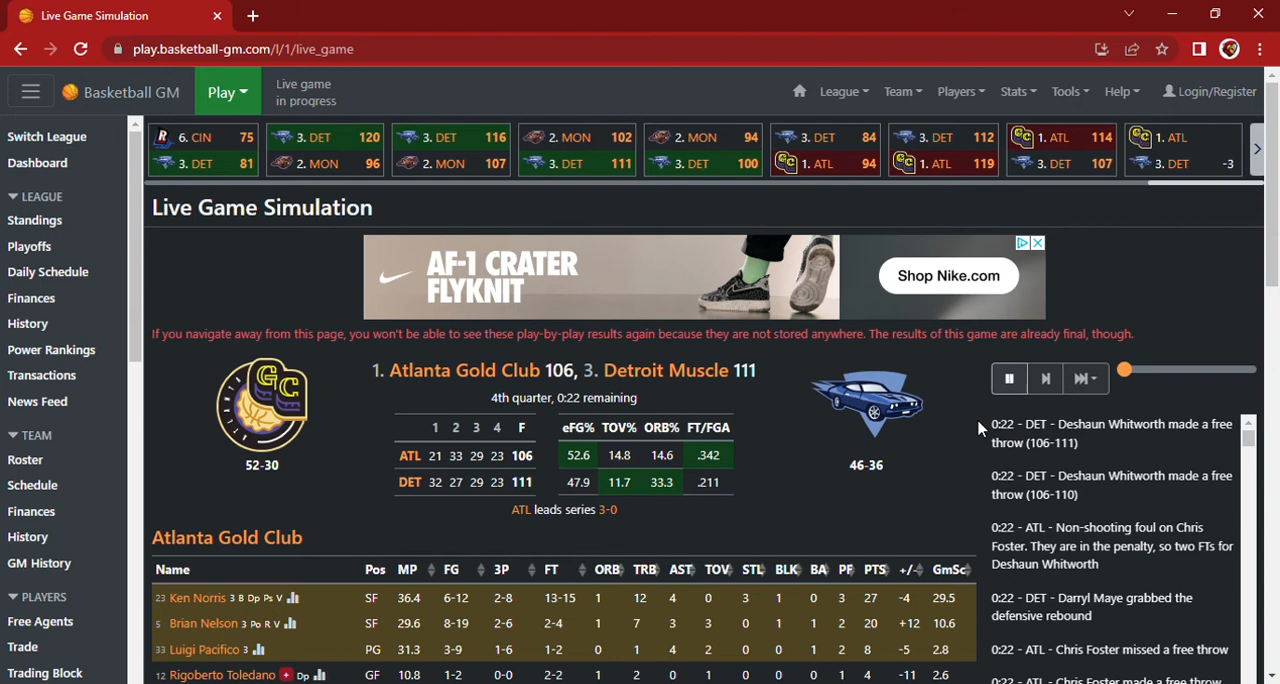 Live Game Simulation
play.basketball-gm.com/l/1/live_game
Basketball GM
Play
Live game
in progress
League
Team
Players
Stats
Tools
Help
Login/Register
6. CIN 75
3. DET 81
3. DET 120
2. MON 96
3. DET 116
2. MON 107
2. MON 102
3. DET 111
2. MON 94
3. DET 100
3. DET 84
1. ATL 94
3. DET 112
1. ATL 119
1. ATL 114
3. DET 107
1. ATL
3. DET -3
Switch League
Dashboard
LEAGUE
Standings
Playoffs
Daily Schedule
Finances
History
Power Rankings
Transactions
News Feed
TEAM
Roster
Schedule
Finances
History
GM History
PLAYERS
Free Agents
Trade
Trading Block
Live Game Simulation
AF-1 CRATER
FLYKNIT
Shop Nike.com
If you navigate away from this page, you won't be able to see these play-by-play results again because they are not stored anywhere. The results of this game are already final, though.
GC
52-30
1. Atlanta Gold Club 106, 3. Detroit Muscle 111
4th quarter, 0:22 remaining
1 2 3 4 F
ATL 21 33 29 23 106
DET 32 27 29 23 111
eFG% TOV% ORB% FT/FGA
52.6 14.8 14.6 .342
47.9 11.7 33.3 .211
ATL leads series 3-0
46-36
Atlanta Gold Club
Name Pos MP FG 3P FT ORB TRB AST TOV STL BLK BA PF PTS +/- GmSc
23 Ken Norris 3 B Dp Ps V SF 36.4 6-12 2-8 13-15 1 12 4 0 3 1 0 3 27 -4 29.5
5 Brian Nelson 3 Po R V SF 29.6 8-19 2-6 2-4 1 7 3 3 0 1 1 2 20 +12 10.6
33 Luigi Pacifico 3 PG 31.3 3-9 1-6 1-2 0 1 4 2 0 1 1 2 8 -5 2.8
12 Rigoberto Toledano Dp GF 10.8 1-2 0-0 2-2 1 2 0 1 0 0 0 1 4 -11 2.6
0:22 - DET - Deshaun Whitworth made a free
throw (106-111)
0:22 - DET - Deshaun Whitworth made a free
throw (106-110)
0:22 - ATL - Non-shooting foul on Chris
Foster. They are in the penalty, so two FTs for
Deshaun Whitworth
0:22 - DET - Darryl Maye grabbed the
defensive rebound
0:22 - ATL - Chris Foster missed a free throw
0:22 - ATL - Chris Foster made a free throw